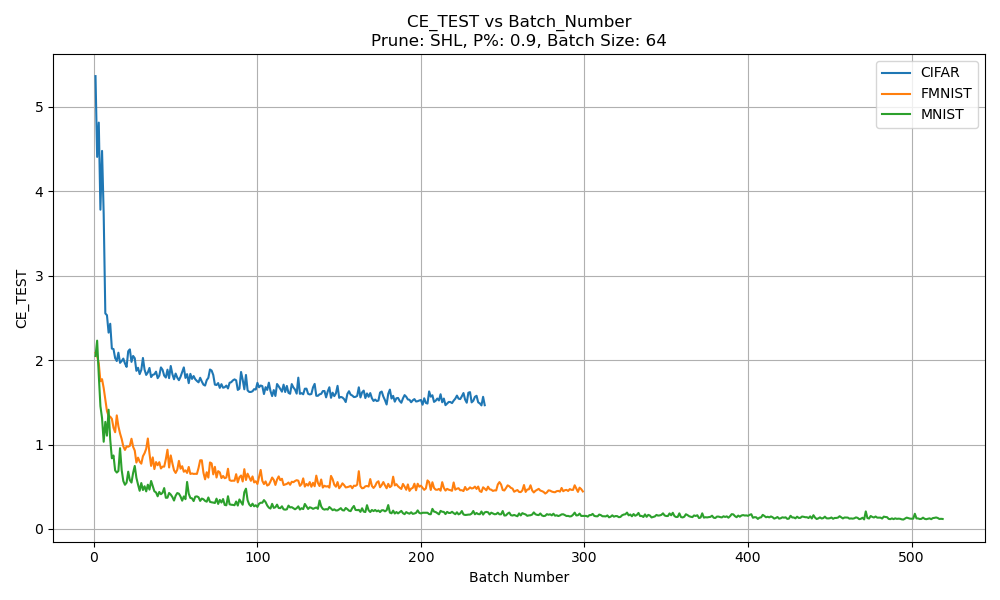 CE_TEST vs Batch_Number
Prune: SHL, P%: 0.9, Batch Size: 64
CIFAR
FMNIST
MNIST
5
4
3
2
1
0
CE_TEST
0 100 200 300 400 500
Batch Number